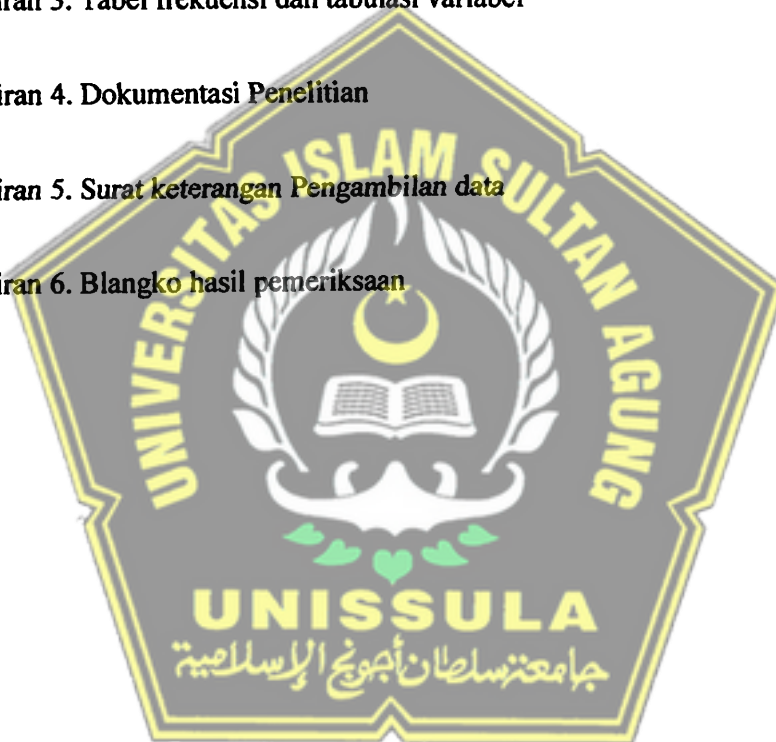 iran 3. Tabel frekuensi dan tabulasi variabel
iran 4. Dokumentasi Penelitian
iran 5. Surat keterangan Pengambilan data
iran 6. Blangko hasil pemeriksaan
UNIVERSITAS ISLAM SULTAN AGUNG
UNISSULA
جامعة سلطان أجونج الإسلامية